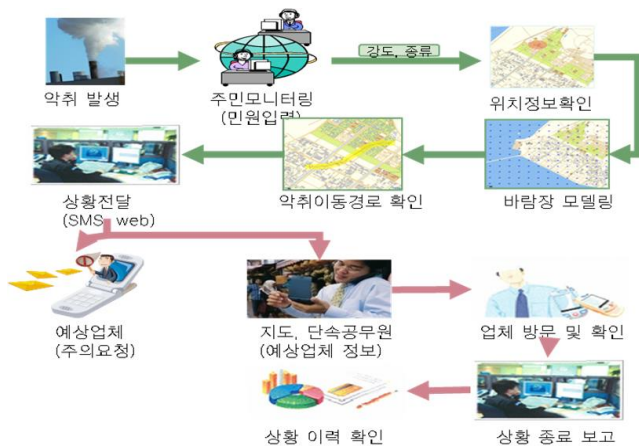 강도, 종류
악취 발생
주민모니터링
(민원입력)
위치정보확인
상황전달
(SMS, web)
악취이동경로 확인
바람장 모델링
예상업체
(주의요청)
지도, 단속공무원
(예상업체 정보)
업체 방문 및 확인
상황 이력 확인
상황 종료 보고